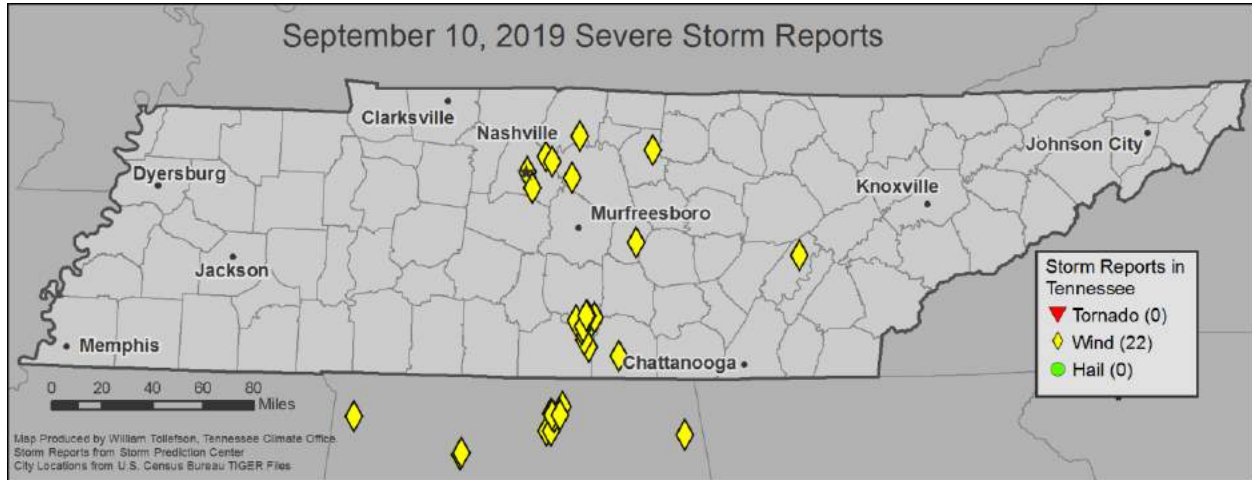 September 10, 2019 Severe Storm Reports
Clarksville
Nashville
Johnson City
Dyersburg
Knoxville
Murfreesboro
Jackson
Storm Reports in
Tennessee
Tornado (0)
Wind (22)
Hail (0)
Memphis
Chattanooga
0 20 40 60 80
Miles
Map Produced by William Tollefson, Tennessee Climate Office.
Storm Reports from Storm Prediction Center
City Locations from U.S. Census Bureau TIGER Files